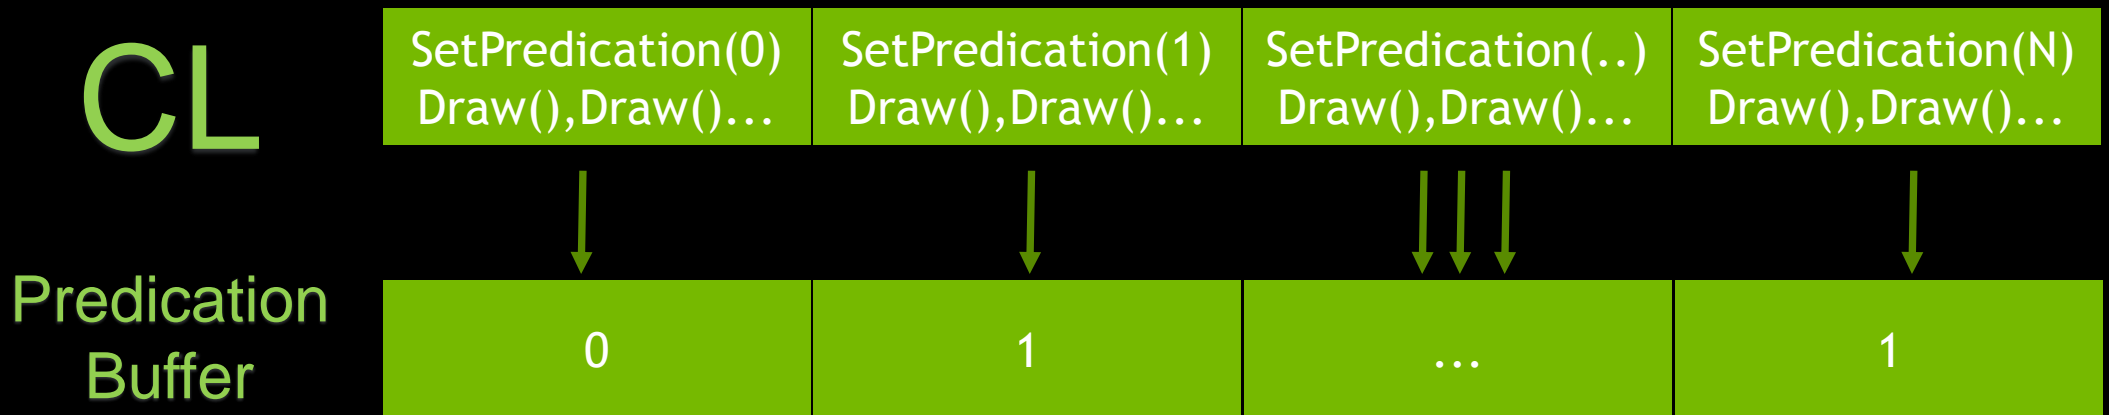 CL
SetPredication(0)
Draw(),Draw()...
SetPredication(1)
Draw(),Draw()...
SetPredication(..)
Draw(),Draw()...
SetPredication(N)
Draw(),Draw()...
Predication
Buffer
0
1
...
1